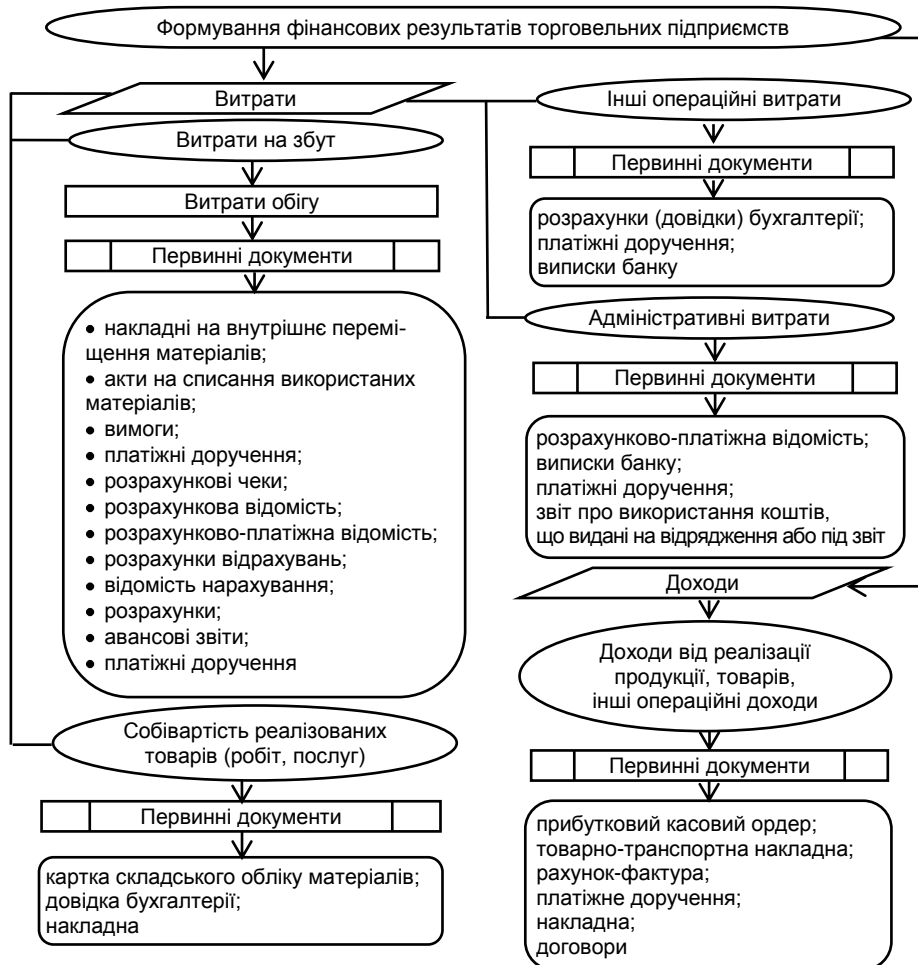 Формування фінансових результатів торговельних підприємств
Витрати
Витрати на збут
Витрати обігу
Первинні документи
• накладні на внутрішнє перемі-
щення матеріалів;
• акти на списання використаних
матеріалів;
• вимоги;
• платіжні доручення;
• розрахункові чеки;
• розрахункова відомість;
• розрахунково-платіжна відомість;
• розрахунки відрахувань;
• відомість нарахування;
• розрахунки;
• авансові звіти;
• платіжні доручення
Собівартість реалізованих
товарів (робіт, послуг)
Первинні документи
картка складського обліку матеріалів;
довідка бухгалтерії;
накладна
Інші операційні витрати
Первинні документи
розрахунки (довідки) бухгалтерії;
платіжні доручення;
виписки банку
Адміністративні витрати
Первинні документи
розрахунково-платіжна відомість;
виписки банку;
платіжні доручення;
звіт про використання коштів,
що видані на відрядження або під звіт
Доходи
Доходи від реалізації
продукції, товарів,
інші операційні доходи
Первинні документи
прибутковий касовий ордер;
товарно-транспортна накладна;
рахунок-фактура;
платіжне доручення;
накладна;
договори